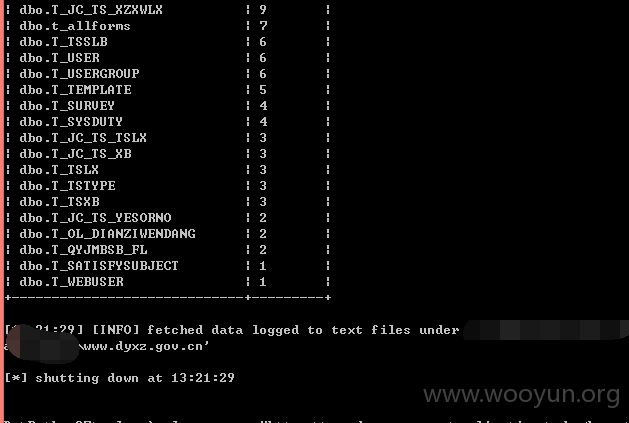 ¦ dbo.T_JC_TS_XZXWLX ¦ 9 ¦
¦ dbo.t_allforms ¦ 7 ¦
¦ dbo.T_TSSLB ¦ 6 ¦
¦ dbo.T_USER ¦ 6 ¦
¦ dbo.T_USERGROUP ¦ 6 ¦
¦ dbo.T_TEMPLATE ¦ 5 ¦
¦ dbo.T_SURVEY ¦ 4 ¦
¦ dbo.T_SYSDUTY ¦ 4 ¦
¦ dbo.T_JC_TS_TSLX ¦ 3 ¦
¦ dbo.T_JC_TS_XB ¦ 3 ¦
¦ dbo.T_TSLX ¦ 3 ¦
¦ dbo.T_TSTYPE ¦ 3 ¦
¦ dbo.T_TSXB ¦ 3 ¦
¦ dbo.T_JC_TS_YESORNO ¦ 2 ¦
¦ dbo.T_OL_DIANZIWENDANG ¦ 2 ¦
¦ dbo.T_QYJMBSB_FL ¦ 2 ¦
¦ dbo.T_SATISFYSUBJECT ¦ 1 ¦
¦ dbo.T_WEBUSER ¦ 1 ¦
+----------------------------+---------+
21:29] [INFO] fetched data logged to text files under
\www.dyxz.gov.cn'
[*] shutting down at 13:21:29
www.wooyun.org